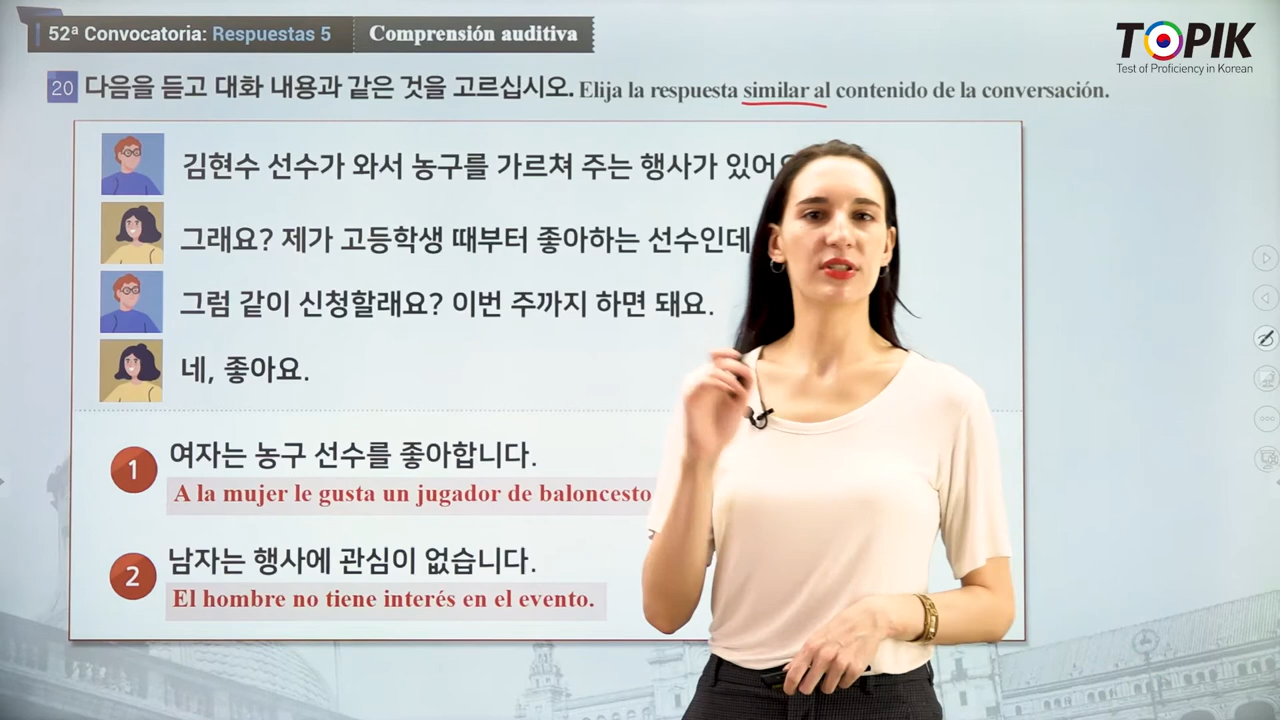 52ª Convocatoria: Respuestas 5
Comprensión auditiva
TOPIK
Test of Proficiency in Korean
20 다음을 듣고 대화 내용과 같은 것을 고르십시오. Elija la respuesta similar al contenido de la conversación.
김현수 선수가 와서 농구를 가르쳐 주는 행사가
그래요? 제가 고등학생 때부터 좋아하는 선수인데
그럼 같이 신청할래요? 이번 주까지 하면 돼요.
네, 좋아요.
1 여자는 농구 선수를 좋아합니다.
A la mujer le gusta un jugador de baloncesto
2 남자는 행사에 관심이 없습니다.
El hombre no tiene interés en el evento.